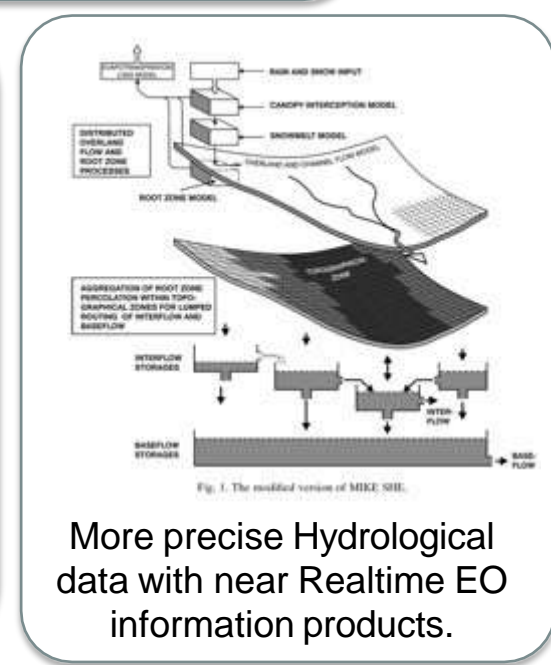 RAIN AND SNOW INPUT
CANOPY INTERCEPTION MODEL
SNOWMELT MODEL
DISTRIBUTED
OVERLAND
FLOW AND
ROOT ZONE
PROCESSES
OVERLAND AND CHANNEL FLOW MODEL
ROOT ZONE MODEL
AGGREGATION OF ROOT ZONE
PERCOLATION WITHIN TOPO-
GRAPHICAL ZONES FOR LUMPED
ROUTING OF INTERFLOW AND
BASEFLOW
INTERFLOW
STORAGES
INTER-
FLOW
BASEFLOW
STORAGES
BASE-
FLOW
Fig. 1. The modified version of MIKE SHE.
More precise Hydrological
data with near Realtime EO
information products.